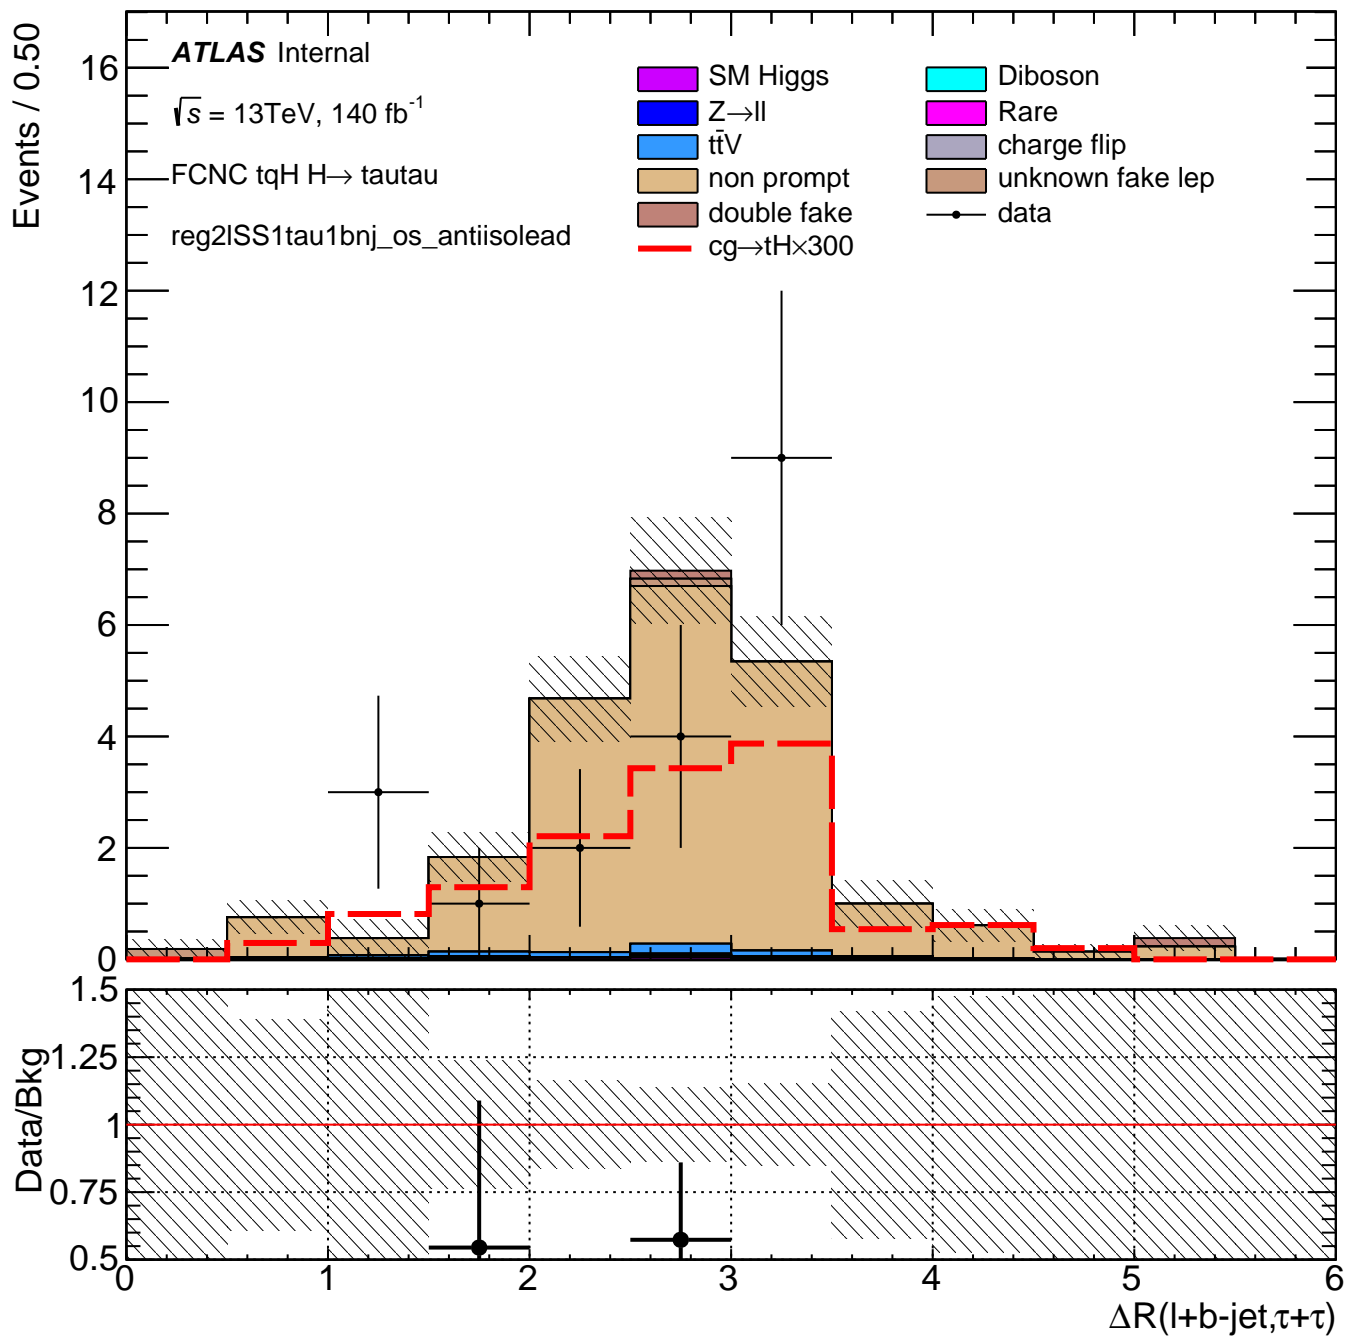 Events / 0.50
16
14
12
10
8
6
4
2
0
ATLAS Internal
√s = 13TeV, 140 fb⁻¹
FCNC tqH H→ tautau
reg2lSS1tau1bnj_os_antiisolead
SM Higgs
Z→ll
tt̄V
non prompt
double fake
cg→tH×300
Diboson
Rare
charge flip
unknown fake lep
data
Data/Bkg
1.5
1.25
1
0.75
0.5
0 1 2 3 4 5 6
ΔR(l+b-jet,τ+τ)